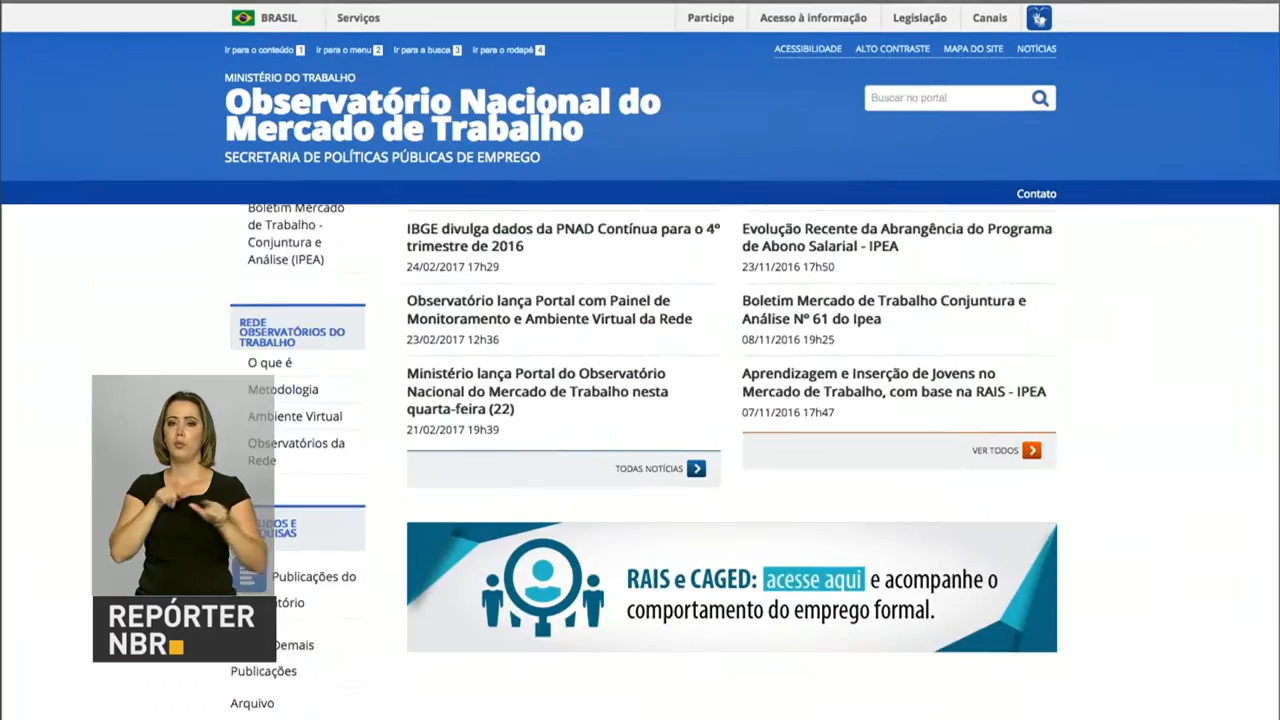 BRASIL
Serviços
Participe
Acesso à informação
Legislação
Canais
Ir para o conteúdo 1
Ir para o menu 2
Ir para a busca 3
Ir para o rodapé 4
ACESSIBILIDADE
ALTO CONTRASTE
MAPA DO SITE
NOTÍCIAS
MINISTÉRIO DO TRABALHO
Observatório Nacional do
Mercado de Trabalho
SECRETARIA DE POLÍTICAS PÚBLICAS DE EMPREGO
Buscar no portal
Contato
Boletim Mercado
de Trabalho -
Conjuntura e
Análise (IPEA)
REDE
OBSERVATÓRIOS DO
TRABALHO
O que é
Metodologia
Ambiente Virtual
Observatórios da
Rede
Publicações do
Demais
Publicações
Arquivo
IBGE divulga dados da PNAD Contínua para o 4º
trimestre de 2016
24/02/2017 17h29
Observatório lança Portal com Painel de
Monitoramento e Ambiente Virtual da Rede
23/02/2017 12h36
Ministério lança Portal do Observatório
Nacional do Mercado de Trabalho nesta
quarta-feira (22)
21/02/2017 19h39
TODAS NOTÍCIAS
Evolução Recente da Abrangência do Programa
de Abono Salarial - IPEA
23/11/2016 17h50
Boletim Mercado de Trabalho Conjuntura e
Análise Nº 61 do Ipea
08/11/2016 19h25
Aprendizagem e Inserção de Jovens no
Mercado de Trabalho, com base na RAIS - IPEA
07/11/2016 17h47
VER TODOS
RAIS e CAGED: acesse aqui e acompanhe o
comportamento do emprego formal.
REPÓRTER
NBR